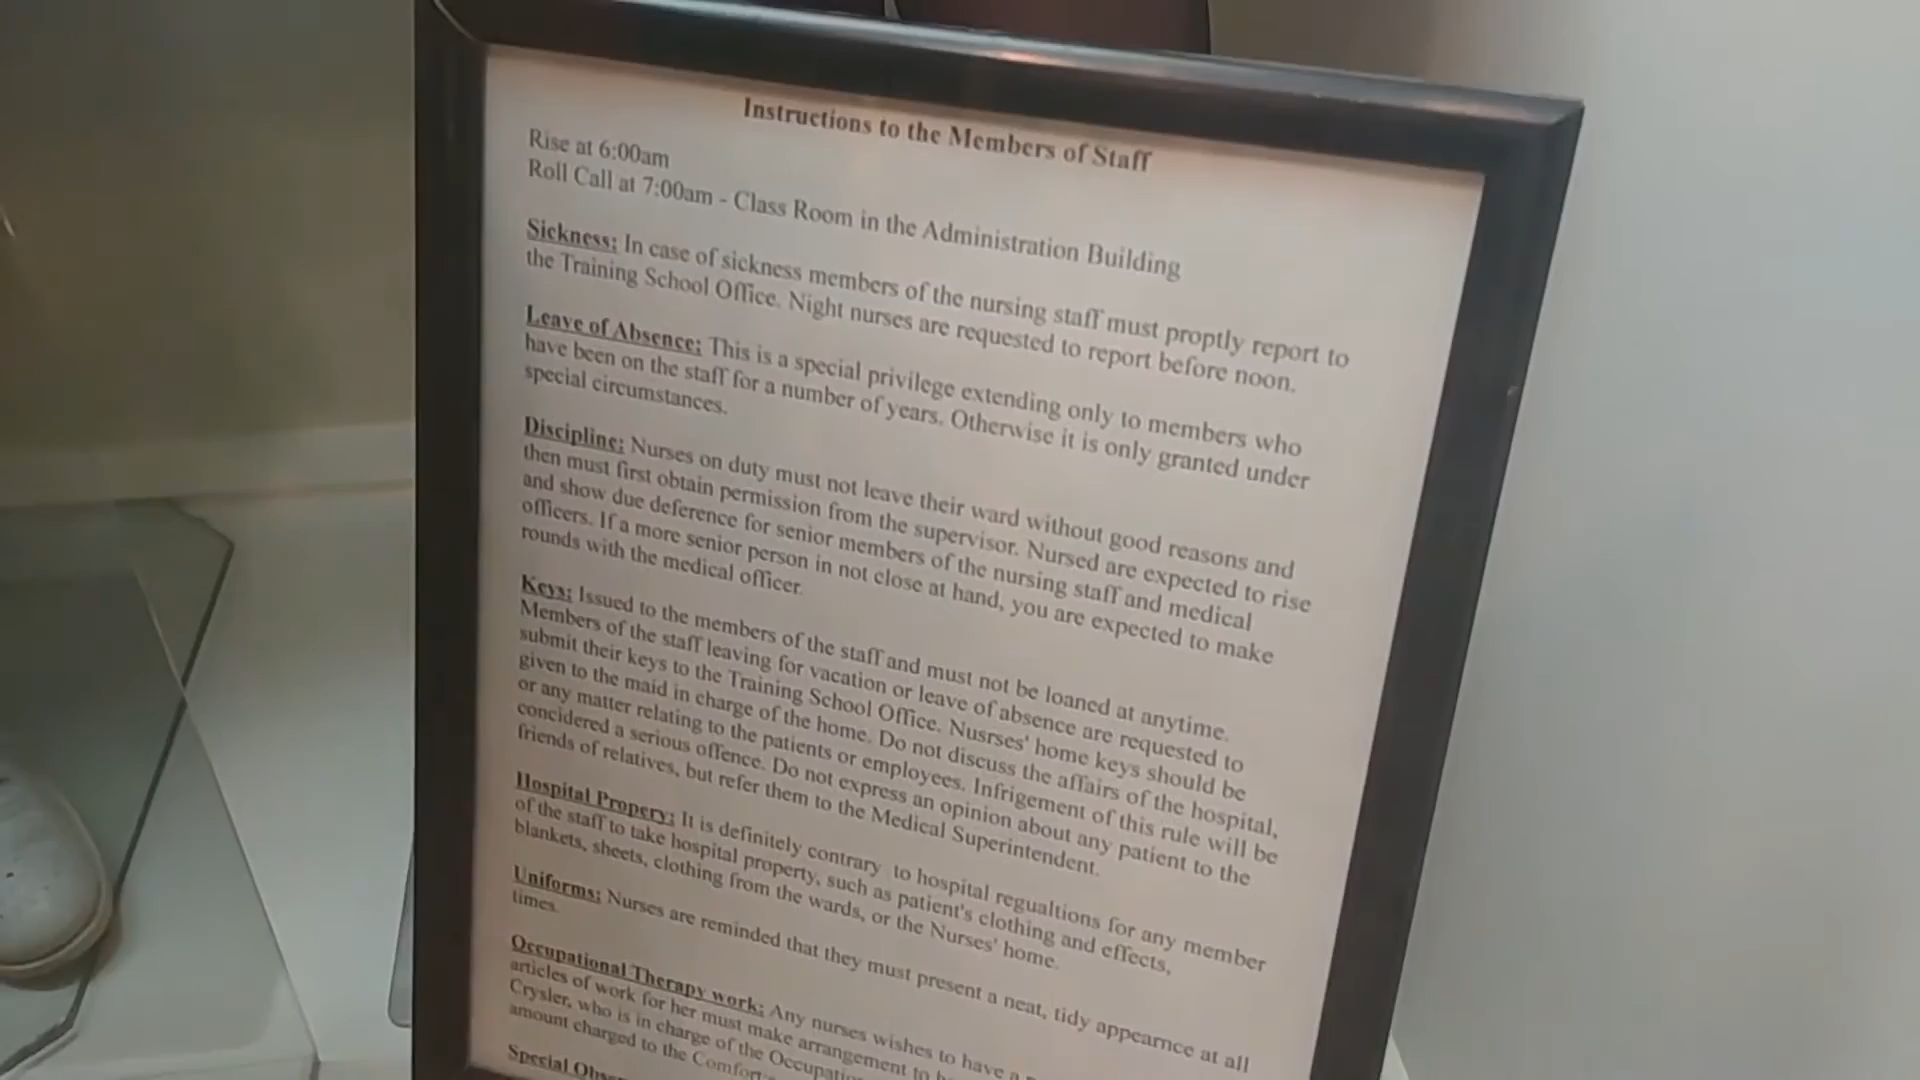 Instructions to the Members of Staff
Rise at 6:00am
Roll Call at 7:00am - Class Room in the Administration Building
Sickness: In case of sickness members of the nursing staff must proptly report to
the Training School Office. Night nurses are requested to report before noon.
Leave of Absence: This is a special privilege extending only to members who
have been on the staff for a number of years. Otherwise it is only granted under
special circumstances.
Discipline: Nurses on duty must not leave their ward without good reasons and
then must first obtain permission from the supervisor. Nursed are expected to rise
and show due deference for senior members of the nursing staff and medical
officers. If a more senior person in not close at hand, you are expected to make
rounds with the medical officer.
Keys: Issued to the members of the staff and must not be loaned at anytime.
Members of the staff leaving for vacation or leave of absence are requested to
submit their keys to the Training School Office. Nusrses' home keys should be
given to the maid in charge of the home. Do not discuss the affairs of the hospital,
or any matter relating to the patients or employees. Infrigement of this rule will be
concidered a serious offence. Do not express an opinion about any patient to the
friends of relatives, but refer them to the Medical Superintendent.
Hospital Propery: It is definitely contrary to hospital regualtions for any member
of the staff to take hospital property, such as patient's clothing and effects,
blankets, sheets, clothing from the wards, or the Nurses' home.
Uniforms: Nurses are reminded that they must present a neat, tidy appearnce at all
times.
Occupational Therapy work: Any nurses wishes to have a
articles of work for her must make arrangement to
Crysler, who is in charge of the
amount charged to the
Special